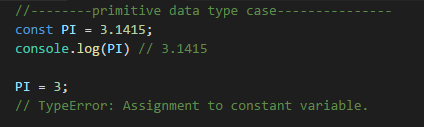 //--------primitive data type case---------------
const PI = 3.1415;
console.log(PI) // 3.1415
PI = 3;
// TypeError: Assignment to constant variable.